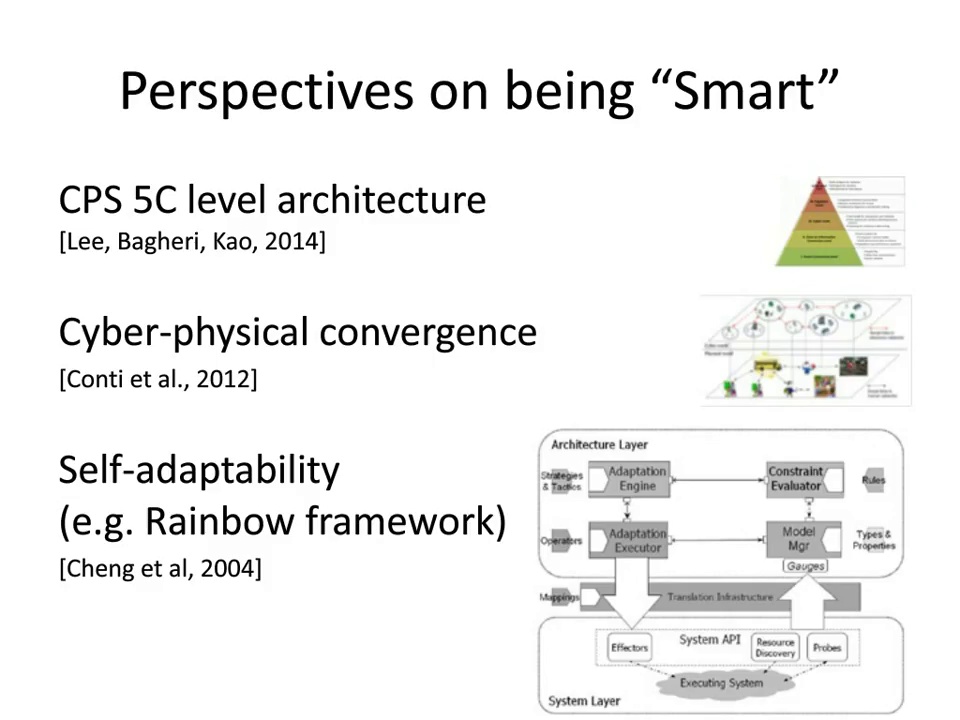 Perspectives on being “Smart”
CPS 5C level architecture
[Lee, Bagheri, Kao, 2014]
Cyber-physical convergence
[Conti et al., 2012]
Self-adaptability
(e.g. Rainbow framework)
[Cheng et al, 2004]
Architecture Layer
Strategies
& Tactics
Adaptation
Engine
Constraint
Evaluator
Rules
Operators
Adaptation
Executor
Model
Mgr
Types &
Properties
Gauges
Mappings
Translation Infrastructure
System API
Effectors
Resource
Discovery
Probes
Executing System
System Layer